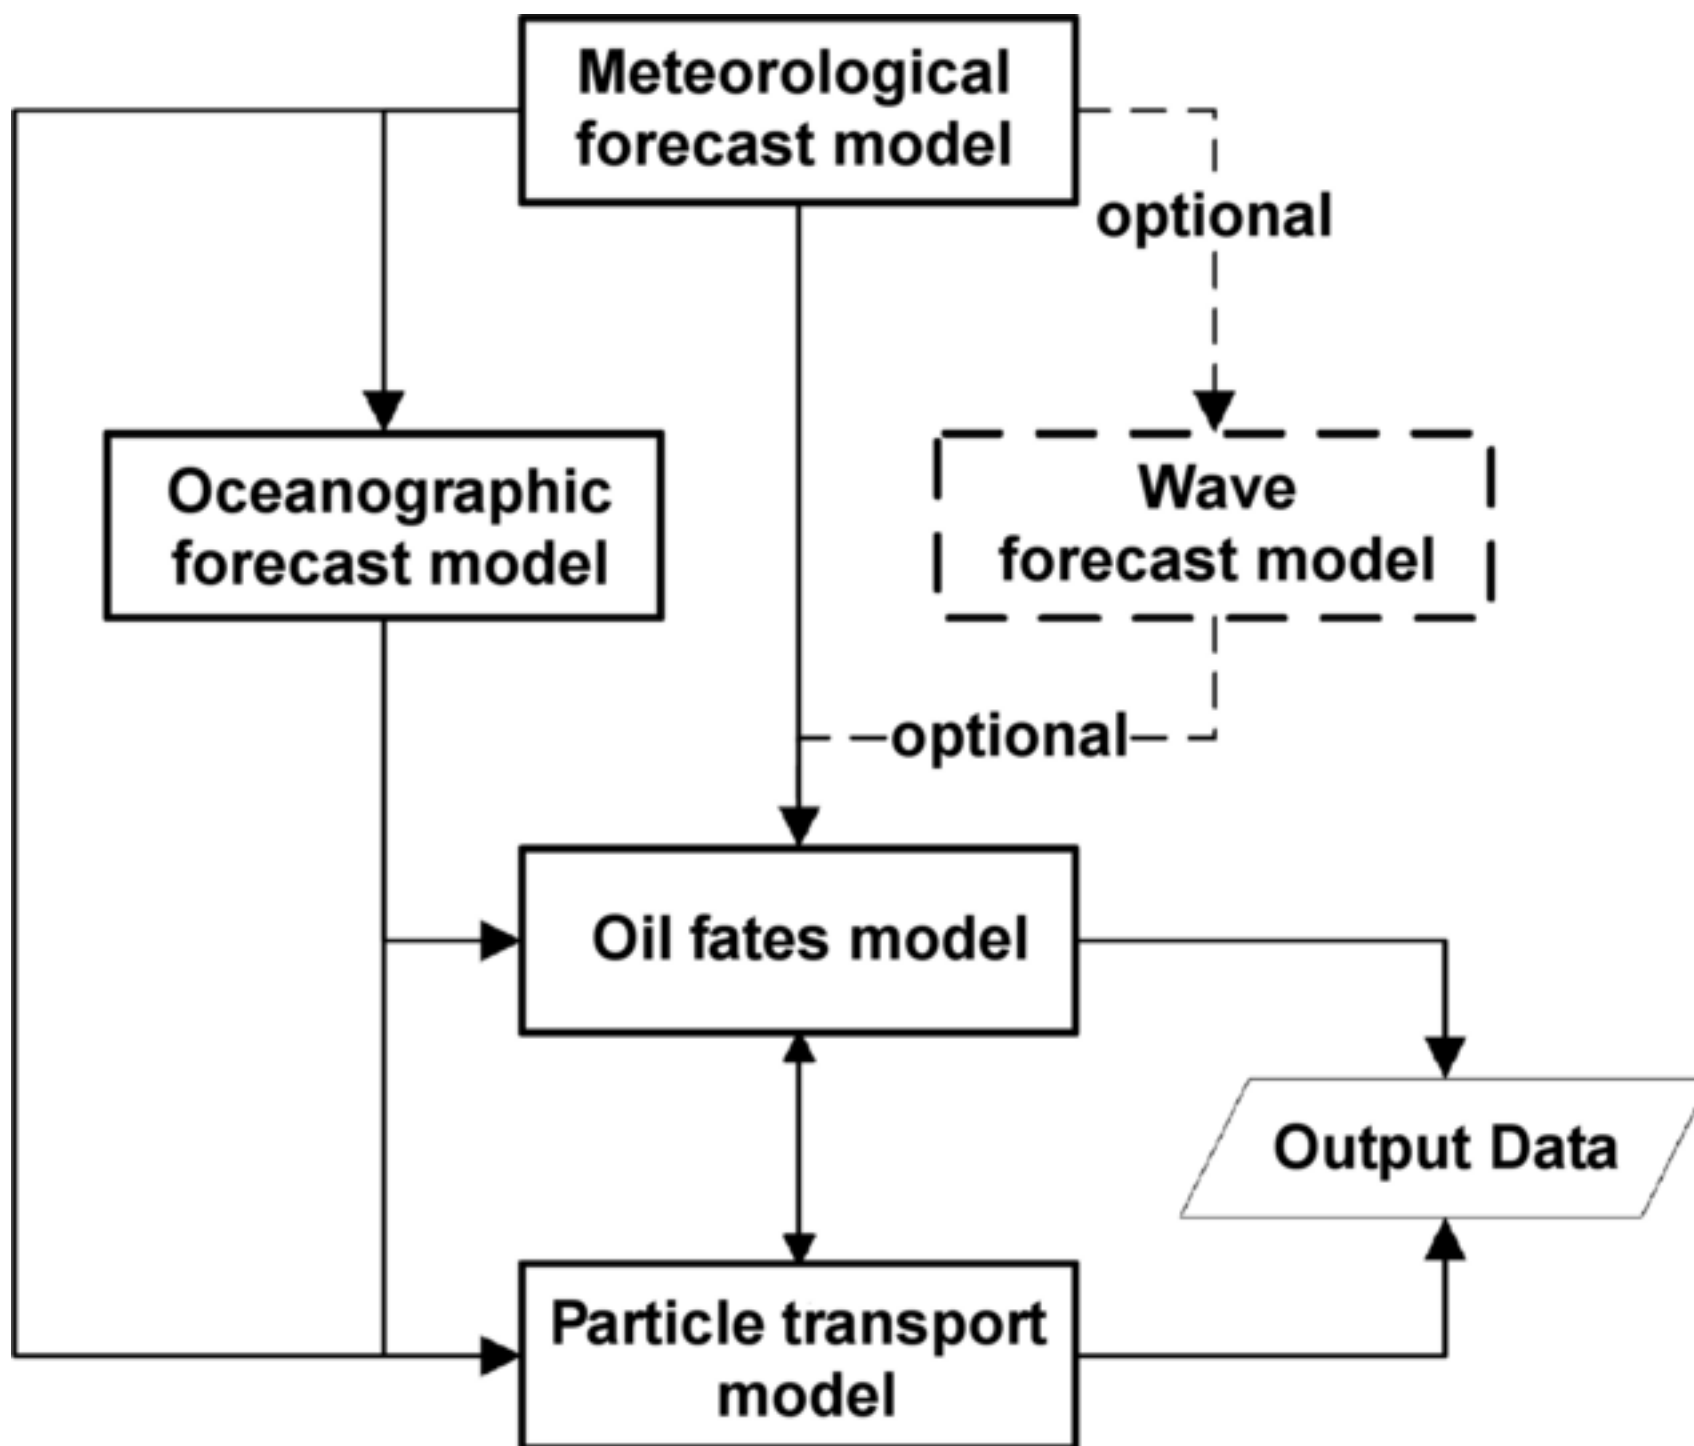 Meteorological
forecast model
optional
Oceanographic
forecast model
Wave
forecast model
optional
Oil fates model
Output Data
Particle transport
model